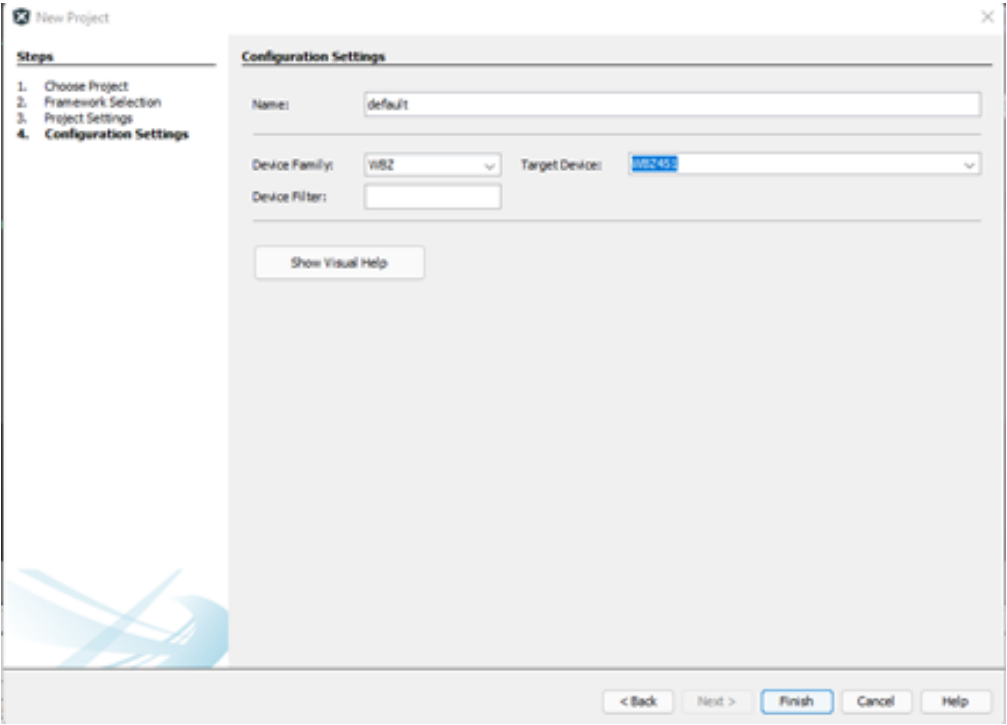 New Project
Steps
1. Choose Project
2. Framework Selection
3. Project Settings
4. Configuration Settings
Configuration Settings
Name: default
Device Family: WBZ Target Device: WBZ451
Device Filter:
Show Visual Help
< Back Next > Finish Cancel Help